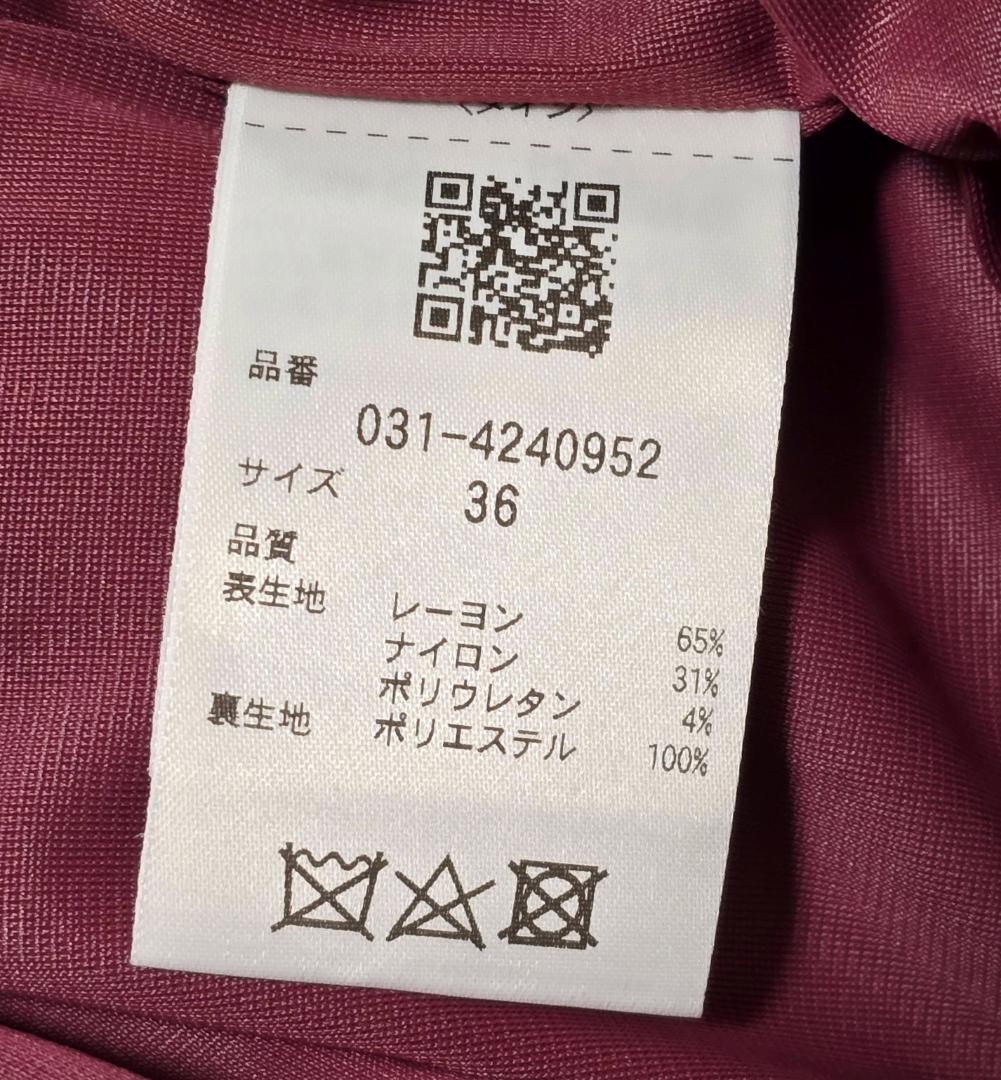 品番
031-4240952
サイズ 36
品質
表生地 レーヨン 65%
ナイロン 31%
ポリウレタン 4%
裏生地 ポリエステル 100%